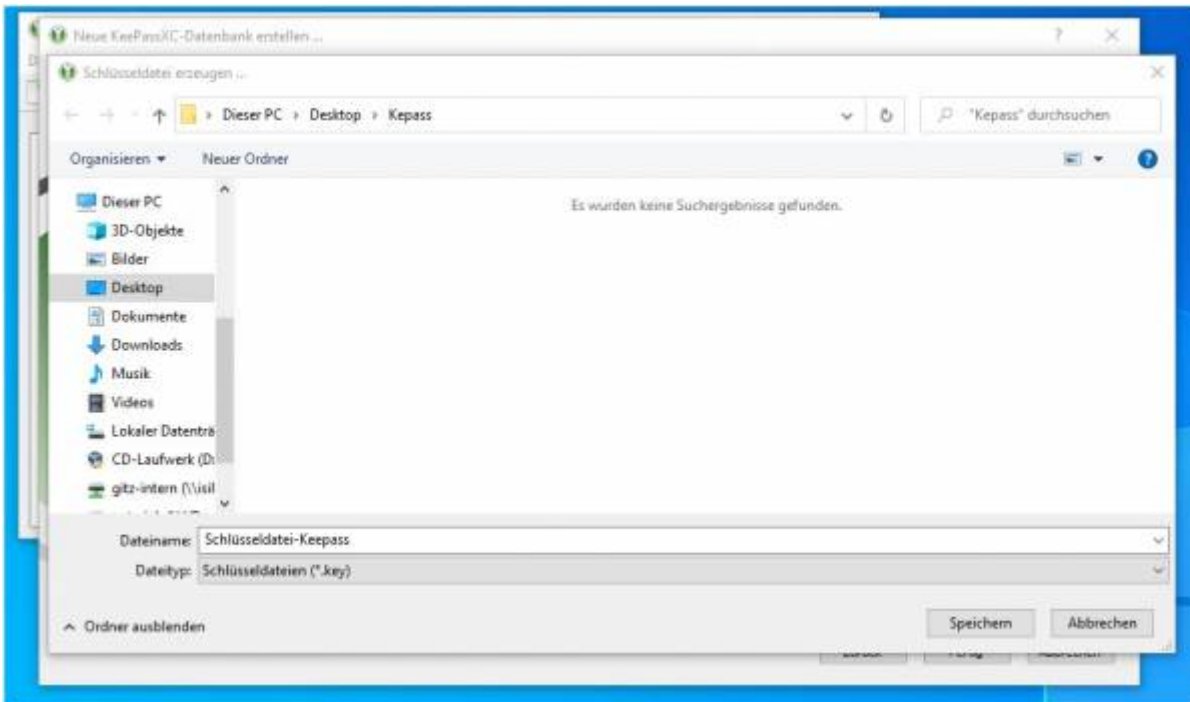 Neue KeePassXC-Datenbank erstellen ...
Schlüsseldatei erzeugen ...
Dieser PC › Desktop › Kepass
"Kepass" durchsuchen
Organisieren
Neuer Ordner
Dieser PC
3D-Objekte
Bilder
Desktop
Dokumente
Downloads
Musik
Videos
Lokaler Datenträ
CD-Laufwerk (D:
gitz-intern (\\isil
Es wurden keine Suchergebnisse gefunden.
Dateiname: Schlüsseldatei-Keepass
Dateityp: Schlüsseldateien (*.key)
Ordner ausblenden
Speichern
Abbrechen